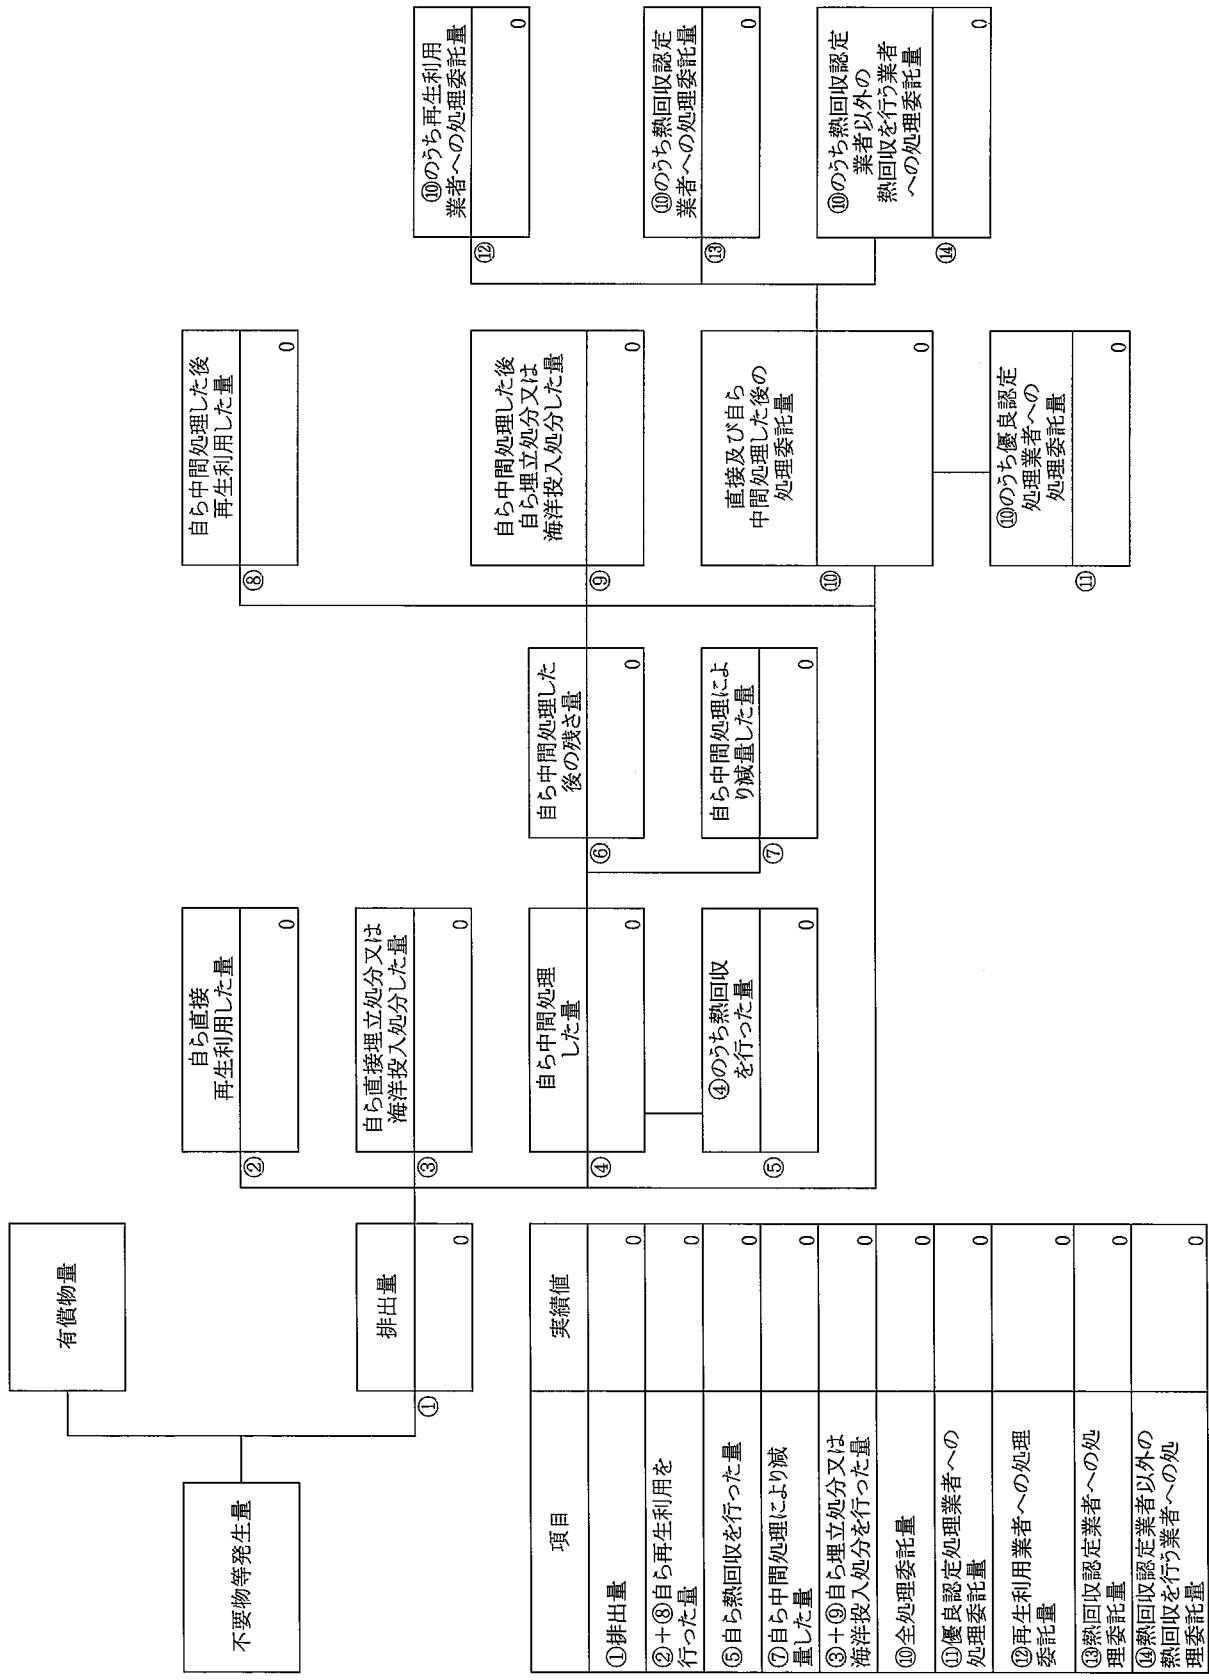 不要物等発生量
有償物量
①
排出量
0
②
自ら直接
再生利用した量
0
③
自ら直接埋立処分又は
海洋投入処分した量
0
④
自ら中間処理
した量
0
⑤
④のうち熱回収
を行った量
0
⑥
自ら中間処理した
後の残さ量
0
⑦
自ら中間処理によ
り減量した量
0
⑧
自ら中間処理した後
再生利用した量
0
⑨
自ら中間処理した後
自ら埋立処分又は
海洋投入処分した量
0
⑩
直接及び自ら
中間処理した後の
処理委託量
0
⑪
⑩のうち優良認定
処理業者への
処理委託量
0
⑫
⑩のうち再生利用
業者への処理委託量
0
⑬
⑩のうち熱回収認定
業者への処理委託量
0
⑭
⑩のうち熱回収認定
業者以外の
熱回収を行う業者
への処理委託量
0
項目 実績値
①排出量 0
②+⑧自ら再生利用を
行った量 0
⑤自ら熱回収を行った量 0
⑦自ら中間処理により減
量した量 0
③+⑨自ら埋立処分又は
海洋投入処分を行った量 0
⑩全処理委託量 0
⑪優良認定処理業者への
処理委託量 0
⑫再生利用業者への処理
委託量 0
⑬熱回収認定業者への処
理委託量 0
⑭熱回収認定業者以外の
熱回収を行う業者への処
理委託量 0